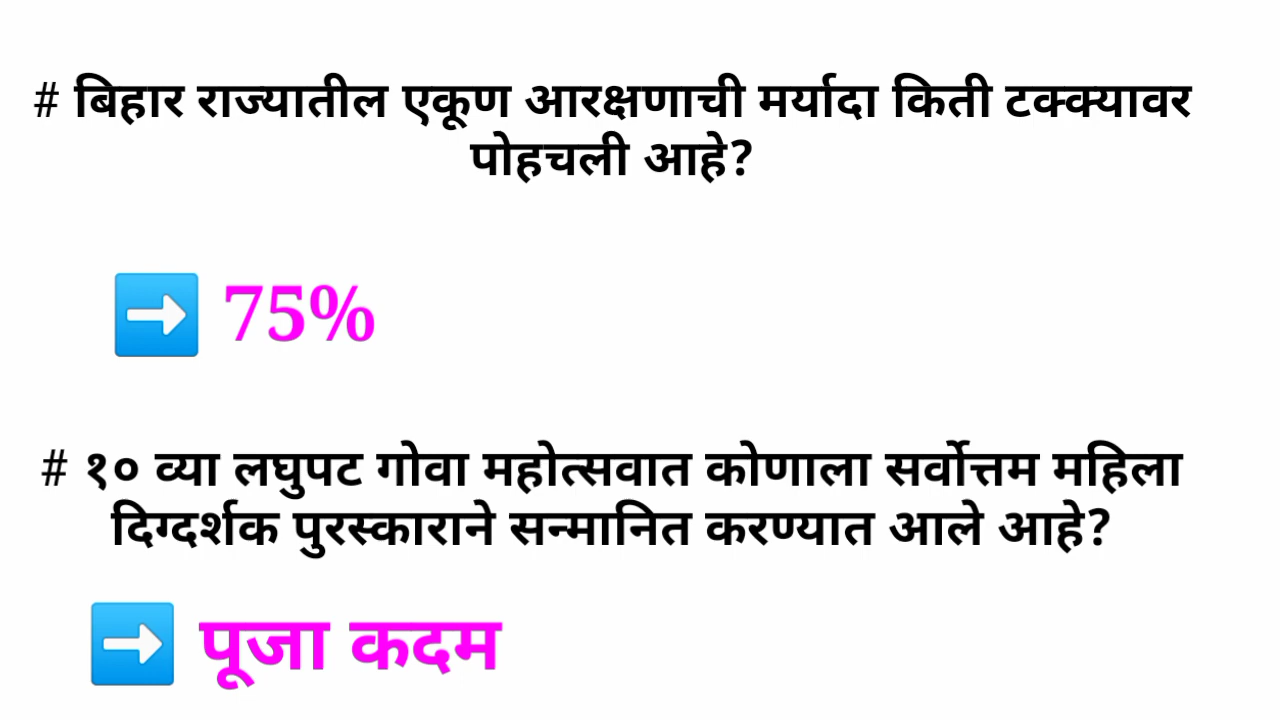 # बिहार राज्यातील एकूण आरक्षणाची मर्यादा किती टक्क्यावर
पोहचली आहे?
➡ 75%
# १० व्या लघुपट गोवा महोत्सवात कोणाला सर्वोत्तम महिला
दिग्दर्शक पुरस्काराने सन्मानित करण्यात आले आहे?
➡ पूजा कदम